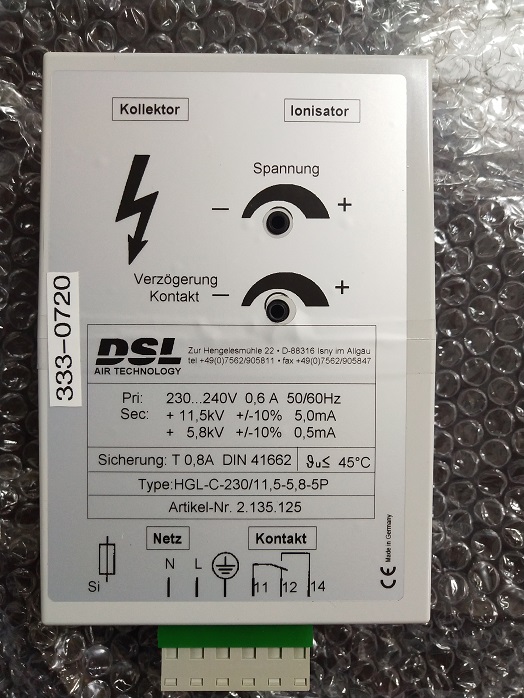 Kollektor Ionisator
Spannung
− +
Verzögerung
Kontakt − +
333-0720
DSL
AIR TECHNOLOGY
Zur Hengelesmühle 22 • D-88316 Isny im Allgäu
tel +49(0)7562/905811 • fax +49(0)7562/905847
Pri: 230...240V 0,6 A 50/60Hz
Sec: + 11,5kV +/-10% 5,0mA
+ 5,8kV +/-10% 0,5mA
Sicherung: T 0,8A DIN 41662 ϑu≤ 45°C
Type:HGL-C-230/11,5-5,8-5P
Artikel-Nr. 2.135.125
Netz Kontakt
N L
Si 11 12 14
CE Made in Germany